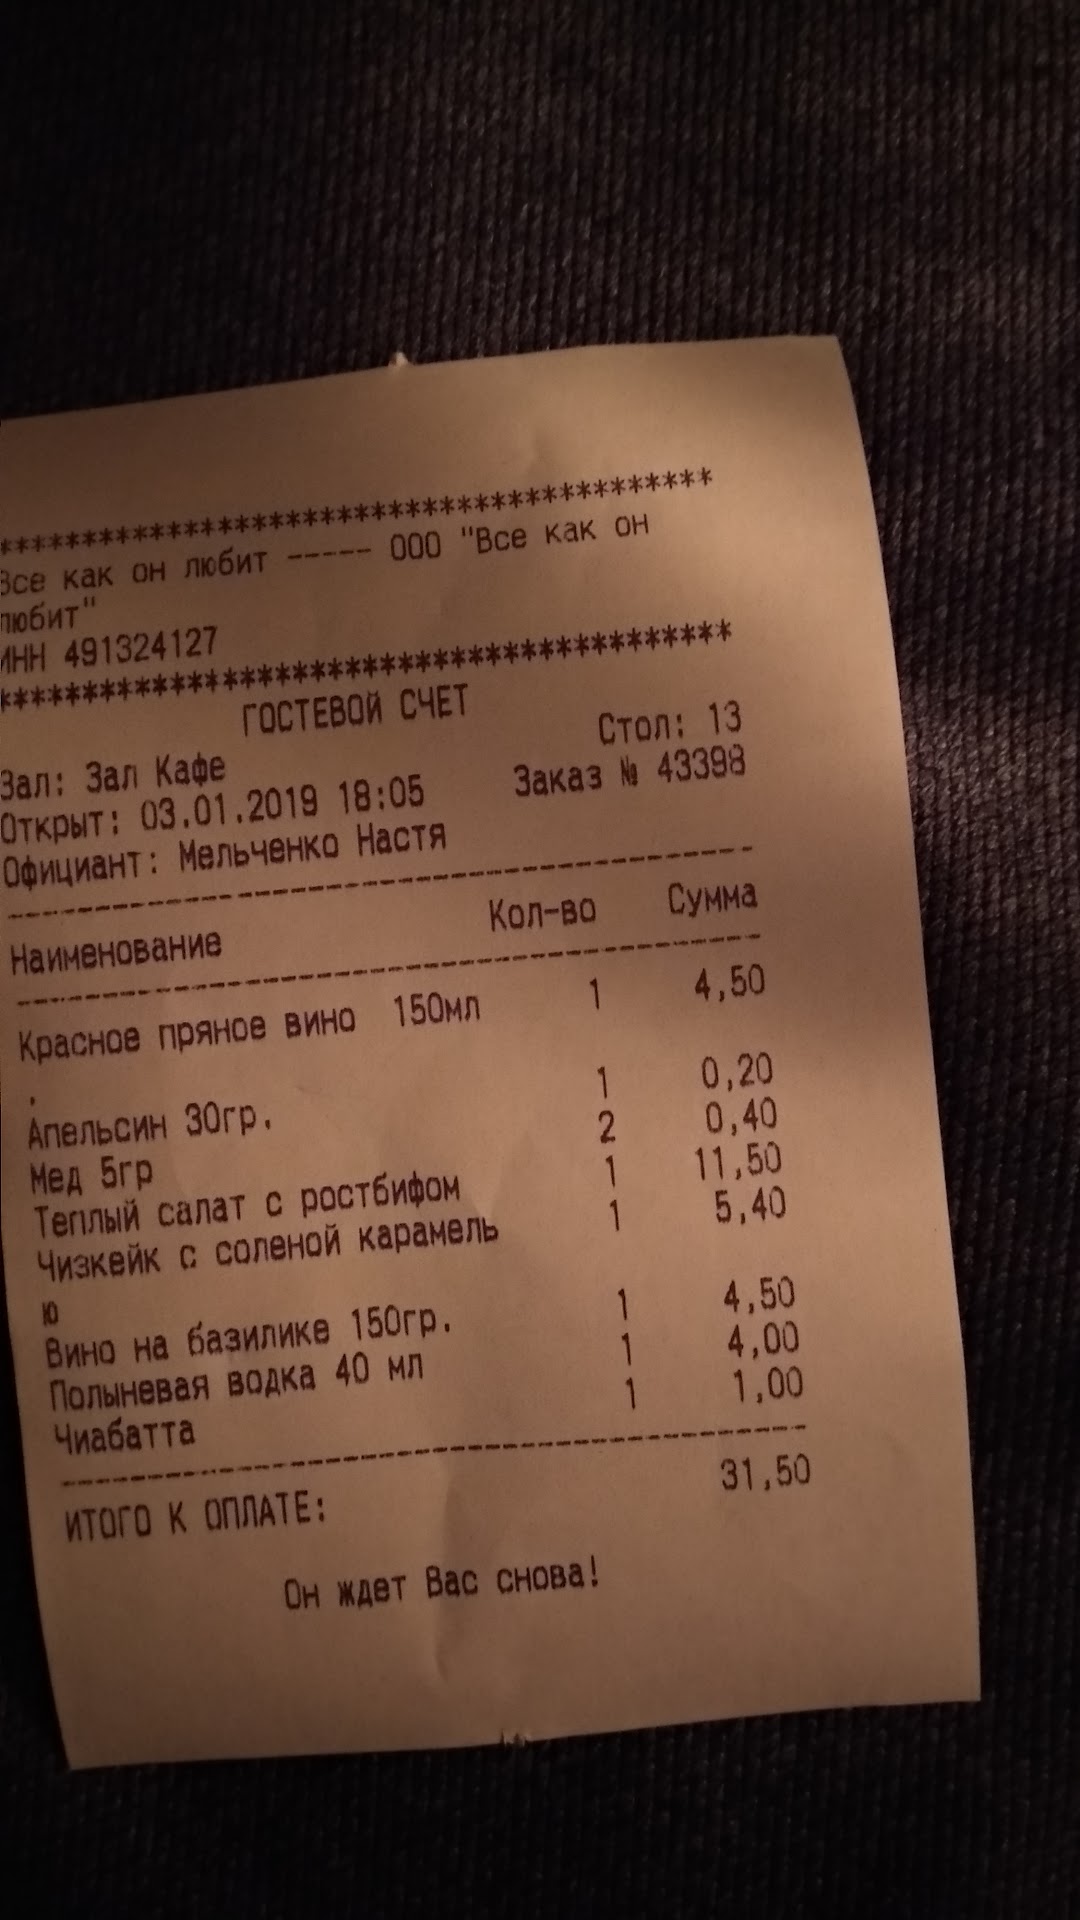 ****************************************
Все как он любит ----- ООО "Все как он
любит"
ИНН 491324127
****************************************
ГОСТЕВОЙ СЧЕТ
Зал: Зал Кафе Стол: 13
Открыт: 03.01.2019 18:05 Заказ № 43398
Официант: Мельченко Настя
Наименование Кол-во Сумма
Красное пряное вино 150мл 1 4,50
.
Апельсин 30гр. 1 0,20
Мед 5гр 2 0,40
Теплый салат с ростбифом 1 11,50
Чизкейк с соленой карамель 1 5,40
ю
Вино на базилике 150гр. 1 4,50
Полыневая водка 40 мл 1 4,00
Чиабатта 1 1,00
ИТОГО К ОПЛАТЕ: 31,50
Он ждет Вас снова!